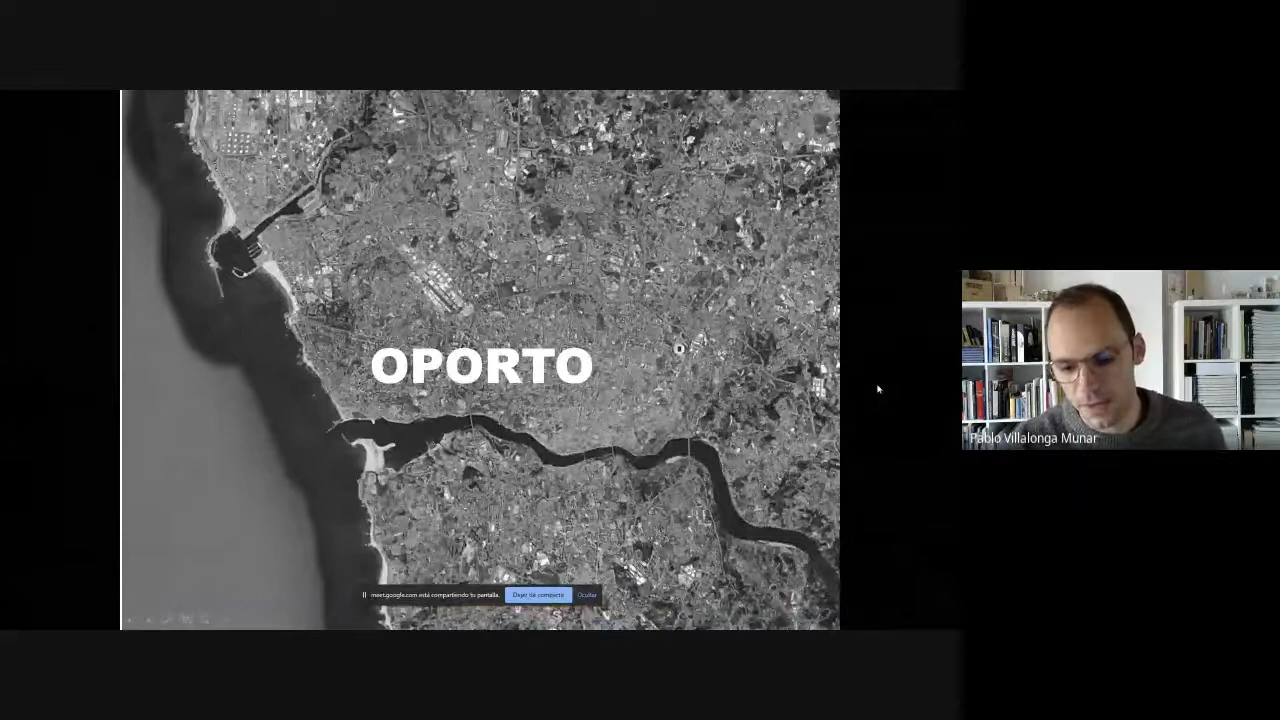 OPORTO
meet.google.com está compartiendo tu pantalla.
Dejar de compartir
Ocultar
Pablo Villalonga Munar